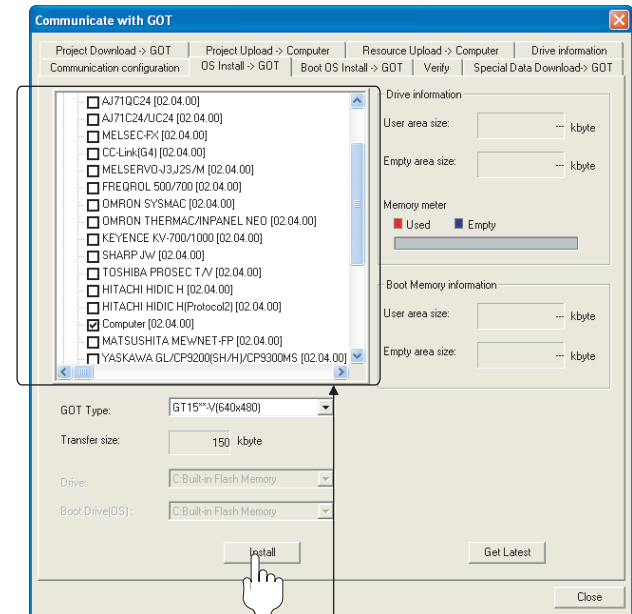 Communicate with GOT
Project Download -> GOT
Project Upload -> Computer
Resource Upload -> Computer
Drive information
Communication configuration
OS Install -> GOT
Boot OS Install -> GOT
Verify
Special Data Download-> GOT
AJ71QC24 [02.04.00]
AJ71C24/UC24 [02.04.00]
MELSEC-FX [02.04.00]
CC-Link(G4) [02.04.00]
MELSERVO-J3,J2S/M [02.04.00]
FREQROL 500/700 [02.04.00]
OMRON SYSMAC [02.04.00]
OMRON THERMAC/INPANEL NEO [02.04.00]
KEYENCE KV-700/1000 [02.04.00]
SHARP JW [02.04.00]
TOSHIBA PROSEC T/V [02.04.00]
HITACHI HIDIC H [02.04.00]
HITACHI HIDIC H(Protocol2) [02.04.00]
Computer [02.04.00]
MATSUSHITA MEWNET-FP [02.04.00]
YASKAWA GL/CP9200(SH/H)/CP9300MS [02.04.00]
Drive information
User area size: --- kbyte
Empty area size: --- kbyte
Memory meter
Used Empty
Boot Memory information
User area size: --- kbyte
Empty area size: --- kbyte
GOT Type: GT15**-V(640x480)
Transfer size: 150 kbyte
Drive: C:Built-in Flash Memory
Boot Drive(OS) : C:Built-in Flash Memory
Install
Get Latest
Close